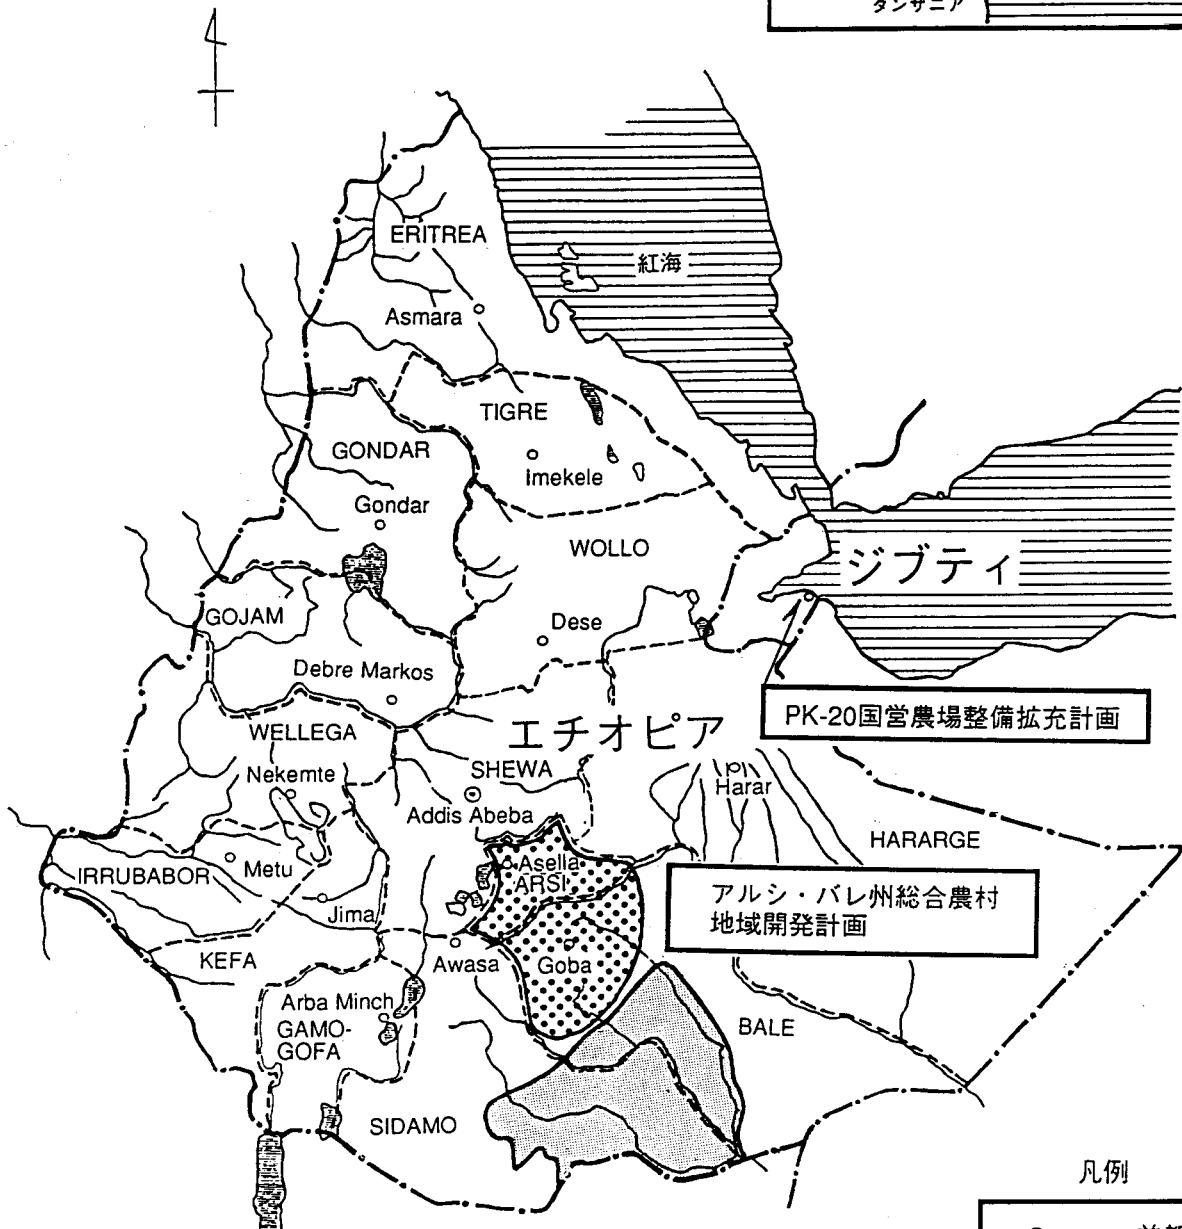 タンザニア
ERITREA
紅海
Asmara
TIGRE
GONDAR
Imekele
Gondar
WOLLO
ジブティ
GOJAM
Dese
Debre Markos
PK-20国営農場整備拡充計画
WELLEGA
エチオピア
SHEWA
Nekemte
Harar
Addis Abeba
HARARGE
Asella
ARSI
Metu
IRRUBABOR
アルシ・バレ州総合農村
地域開発計画
Jima
KEFA
Awasa
Goba
Arba Minch
GAMO-
GOFA
BALE
SIDAMO
凡例
首都